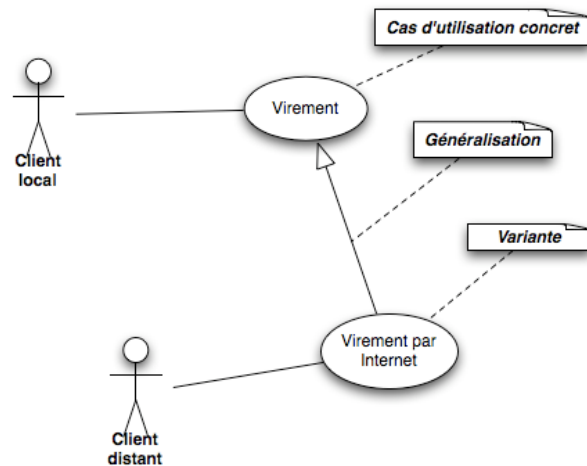 Cas d'utilisation concret
Virement
Client
local
Généralisation
Variante
Virement par
Internet
Client
distant